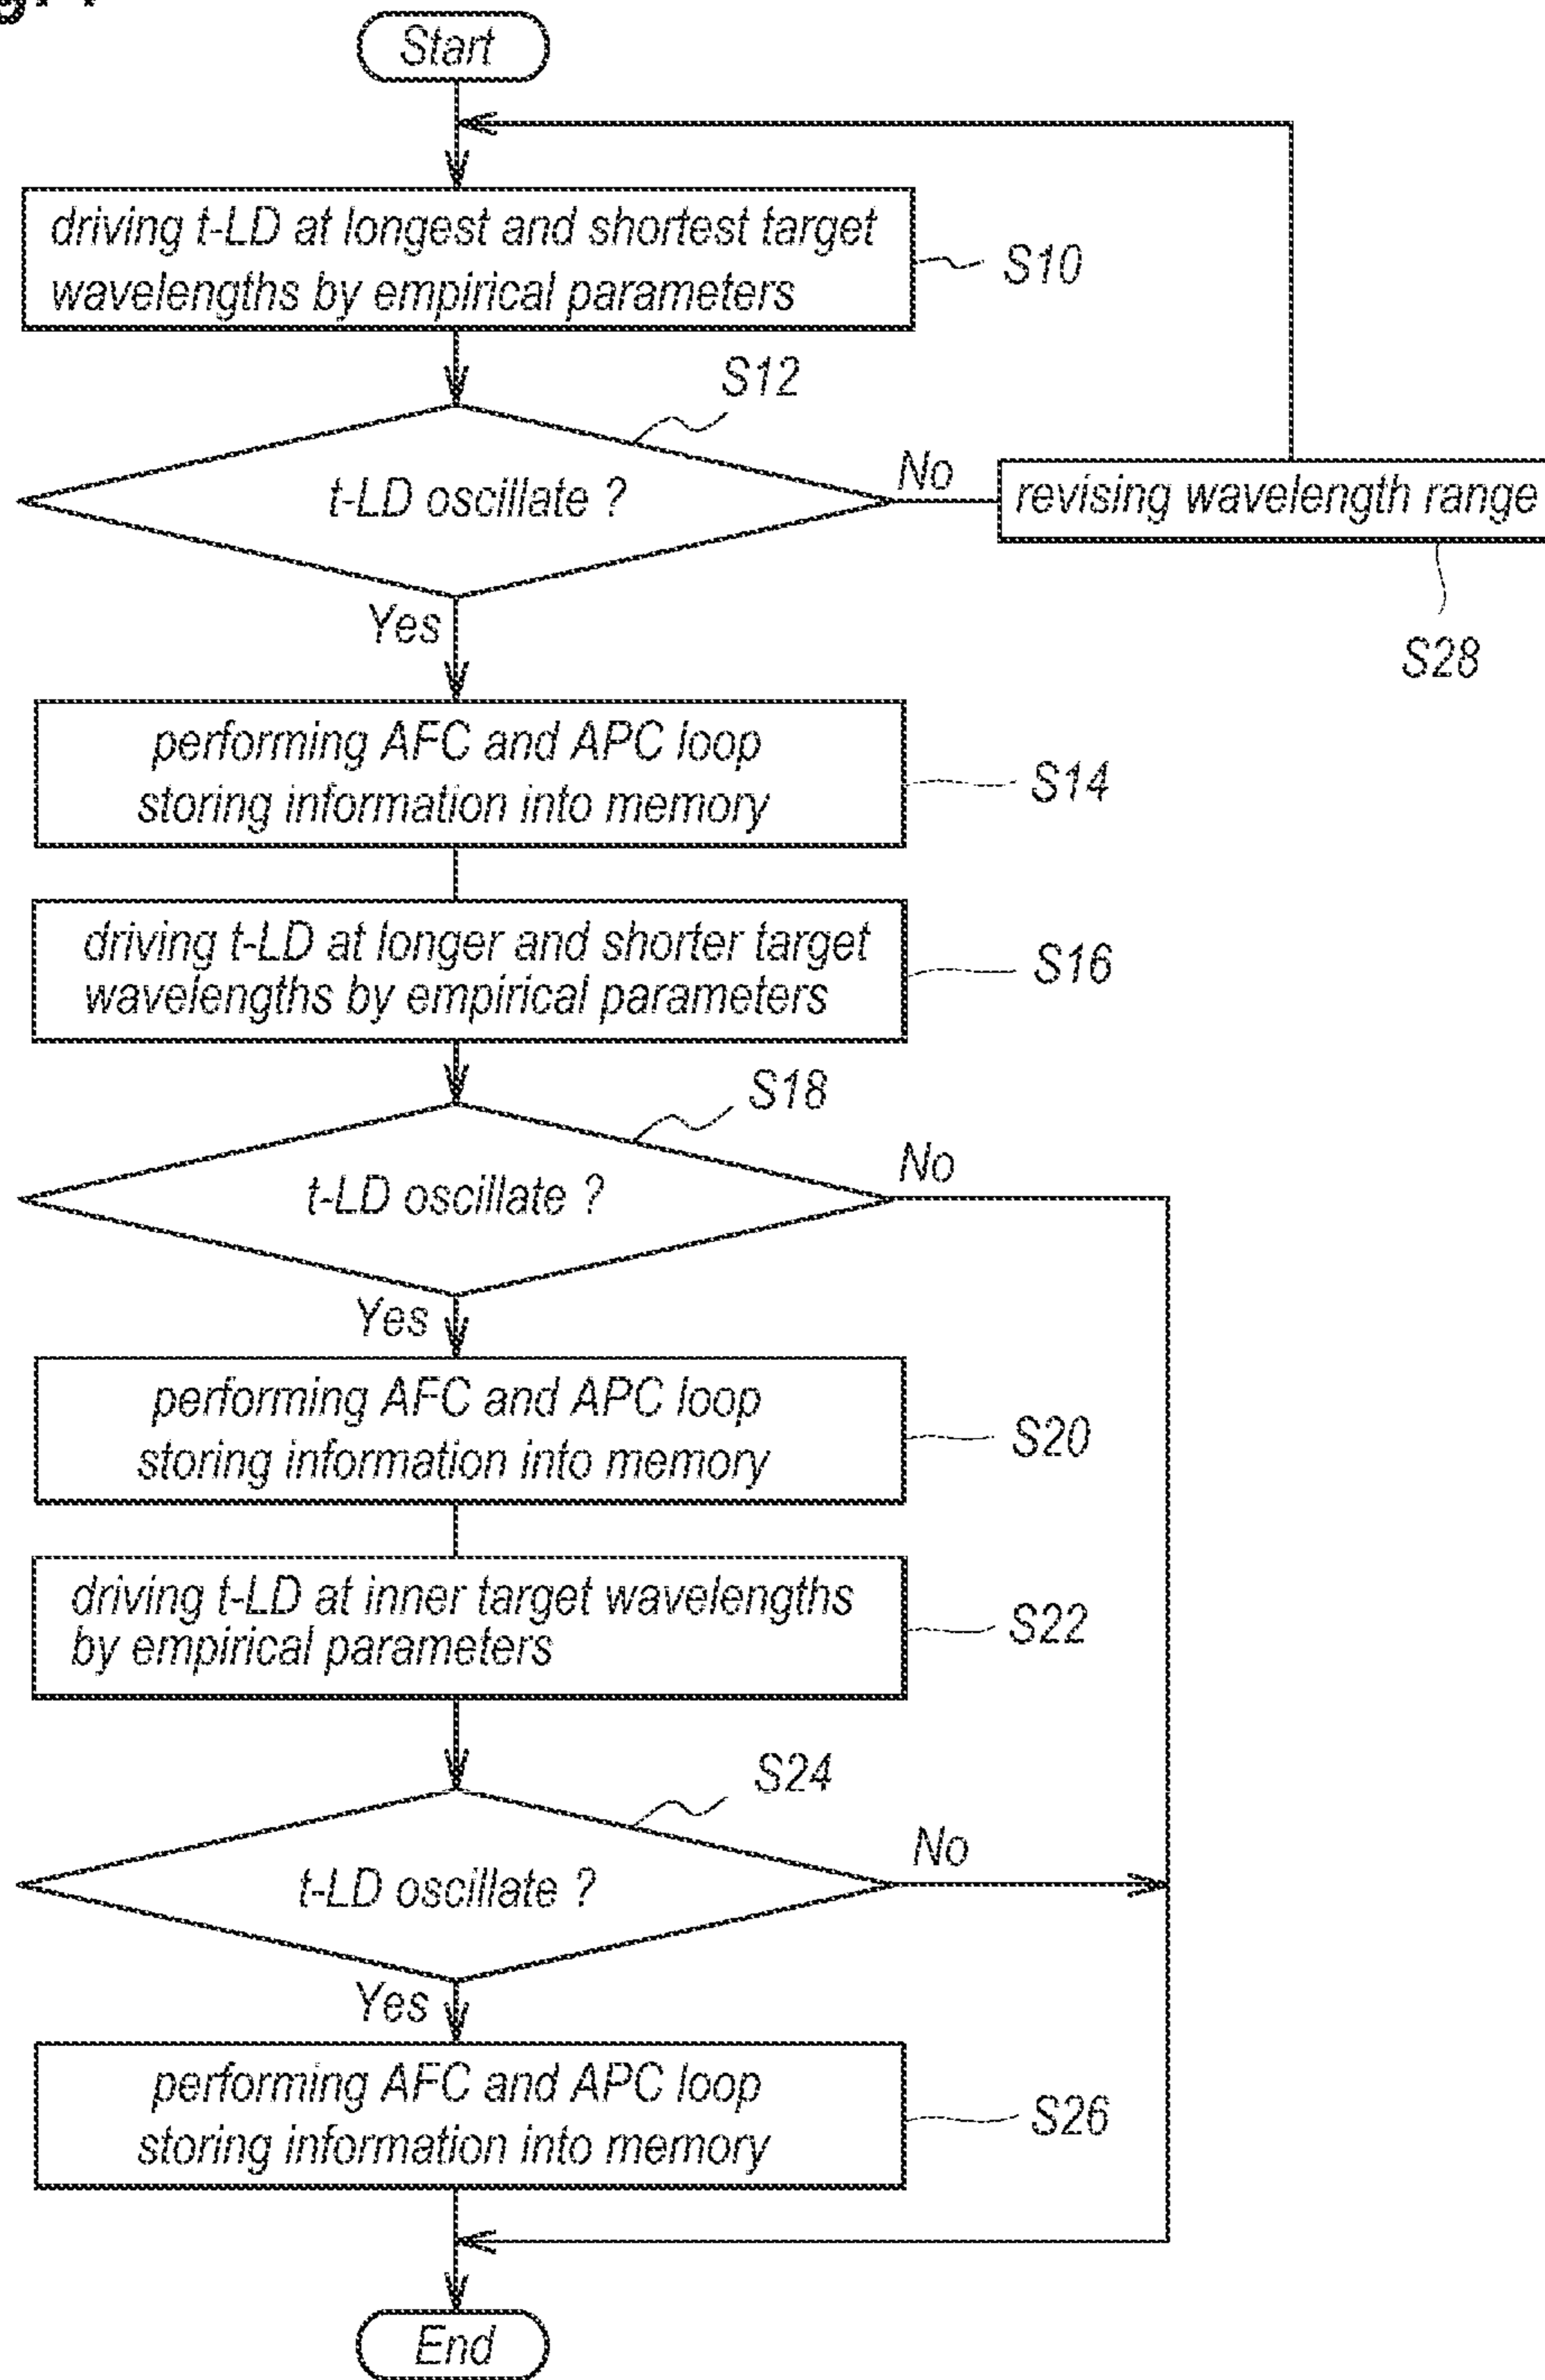 Start
driving t-LD at longest and shortest target
wavelengths by empirical parameters
S10
S12
t-LD oscillate ?
No
revising wavelength range
S28
Yes
performing AFC and APC loop
storing information into memory
S14
driving t-LD at longer and shorter target
wavelengths by empirical parameters
S16
S18
t-LD oscillate ?
No
Yes
performing AFC and APC loop
storing information into memory
S20
driving t-LD at inner target wavelengths
by empirical parameters
S22
S24
t-LD oscillate ?
No
Yes
performing AFC and APC loop
storing information into memory
S26
End